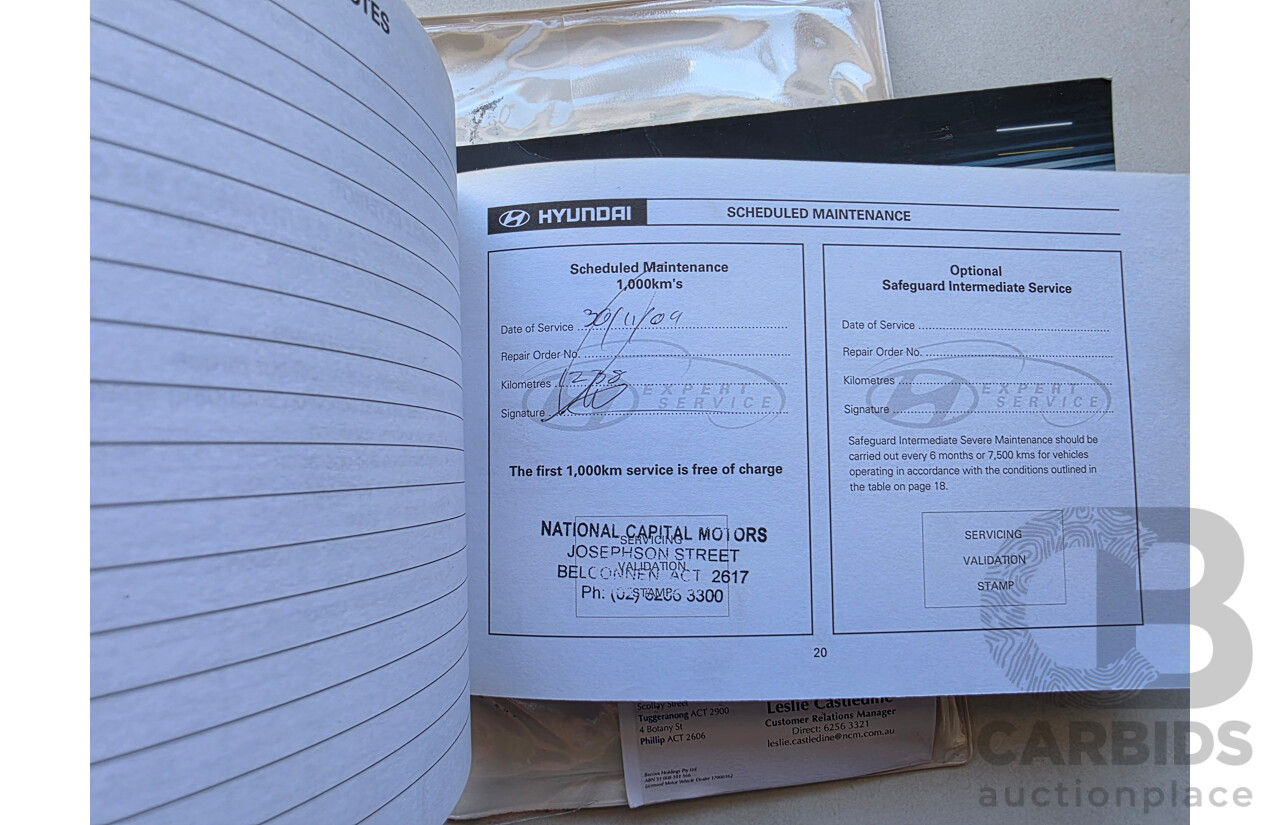 HYUNDAI
SCHEDULED MAINTENANCE
Scheduled Maintenance
1,000km's
Date of Service 30/11/09
Repair Order No.
Kilometres 1238
Signature
EXPERT
SERVICE
The first 1,000km service is free of charge
NATIONAL CAPITAL MOTORS
SERVICING
JOSEPHSON STREET
VALIDATION
BELCONNEN ACT 2617
STAMP
Ph: (02) 6256 3300
Optional
Safeguard Intermediate Service
Date of Service
Repair Order No.
Kilometres
Signature
EXPERT
SERVICE
Safeguard Intermediate Severe Maintenance should be
carried out every 6 months or 7,500 kms for vehicles
operating in accordance with the conditions outlined in
the table on page 18.
SERVICING
VALIDATION
STAMP
20
Scollay Street
Tuggeranong ACT 2900
4 Botany St
Phillip ACT 2606
Leslie Castledine
Customer Relations Manager
Direct: 6256 3321
leslie.castledine@ncm.com.au
CARBIDS
auctionplace